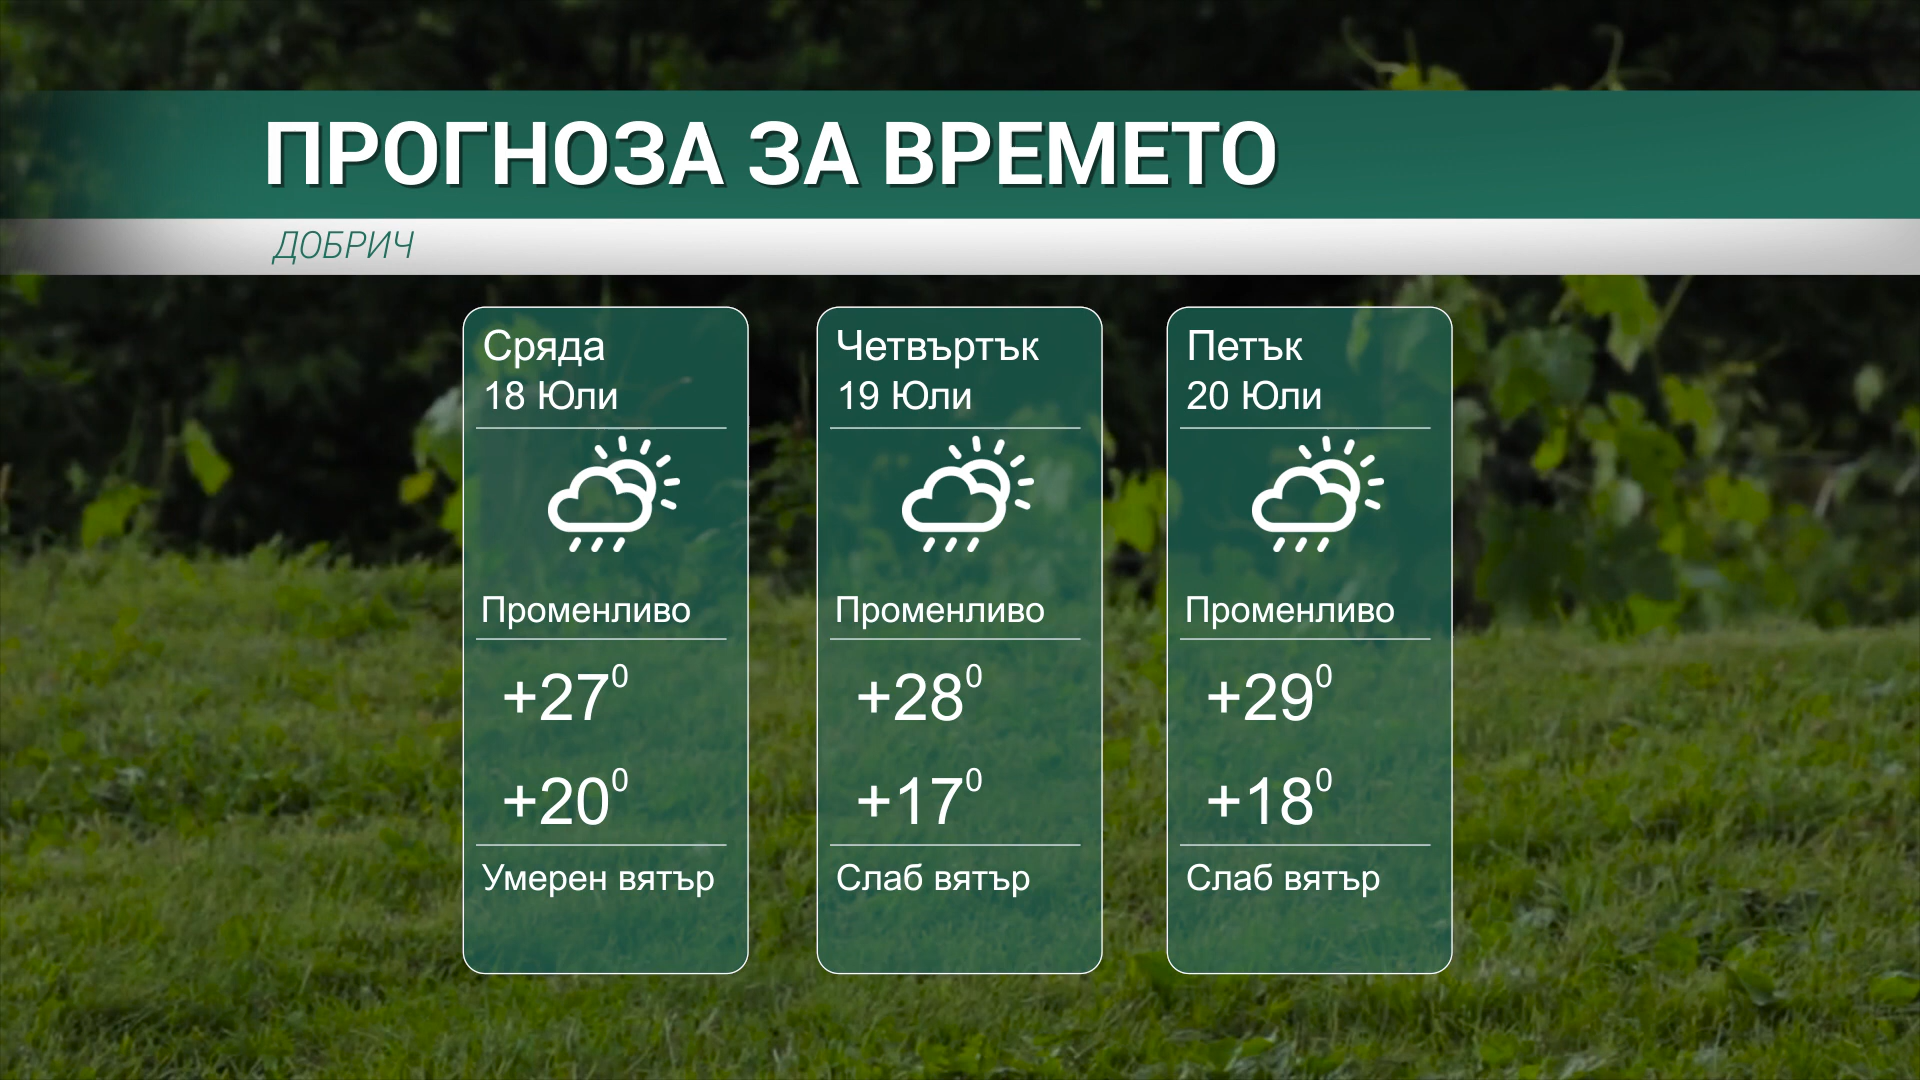 ПРОГНОЗА ЗА ВРЕМЕТО
ДОБРИЧ
Сряда
18 Юли
Променливо
+27⁰
+20⁰
Умерен вятър
Четвъртък
19 Юли
Променливо
+28⁰
+17⁰
Слаб вятър
Петък
20 Юли
Променливо
+29⁰
+18⁰
Слаб вятър